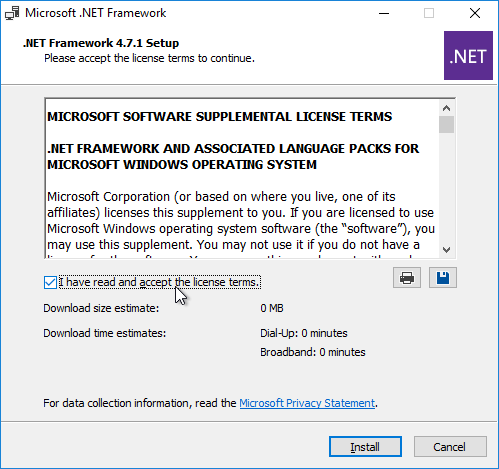 Microsoft .NET Framework
.NET Framework 4.7.1 Setup
Please accept the license terms to continue.
.NET
MICROSOFT SOFTWARE SUPPLEMENTAL LICENSE TERMS
.NET FRAMEWORK AND ASSOCIATED LANGUAGE PACKS FOR
MICROSOFT WINDOWS OPERATING SYSTEM
Microsoft Corporation (or based on where you live, one of its
affiliates) licenses this supplement to you. If you are licensed to use
Microsoft Windows operating system software (the “software”), you
may use this supplement. You may not use it if you do not have a
I have read and accept the license terms.
Download size estimate: 0 MB
Download time estimates: Dial-Up: 0 minutes
Broadband: 0 minutes
For data collection information, read the Microsoft Privacy Statement.
Install Cancel